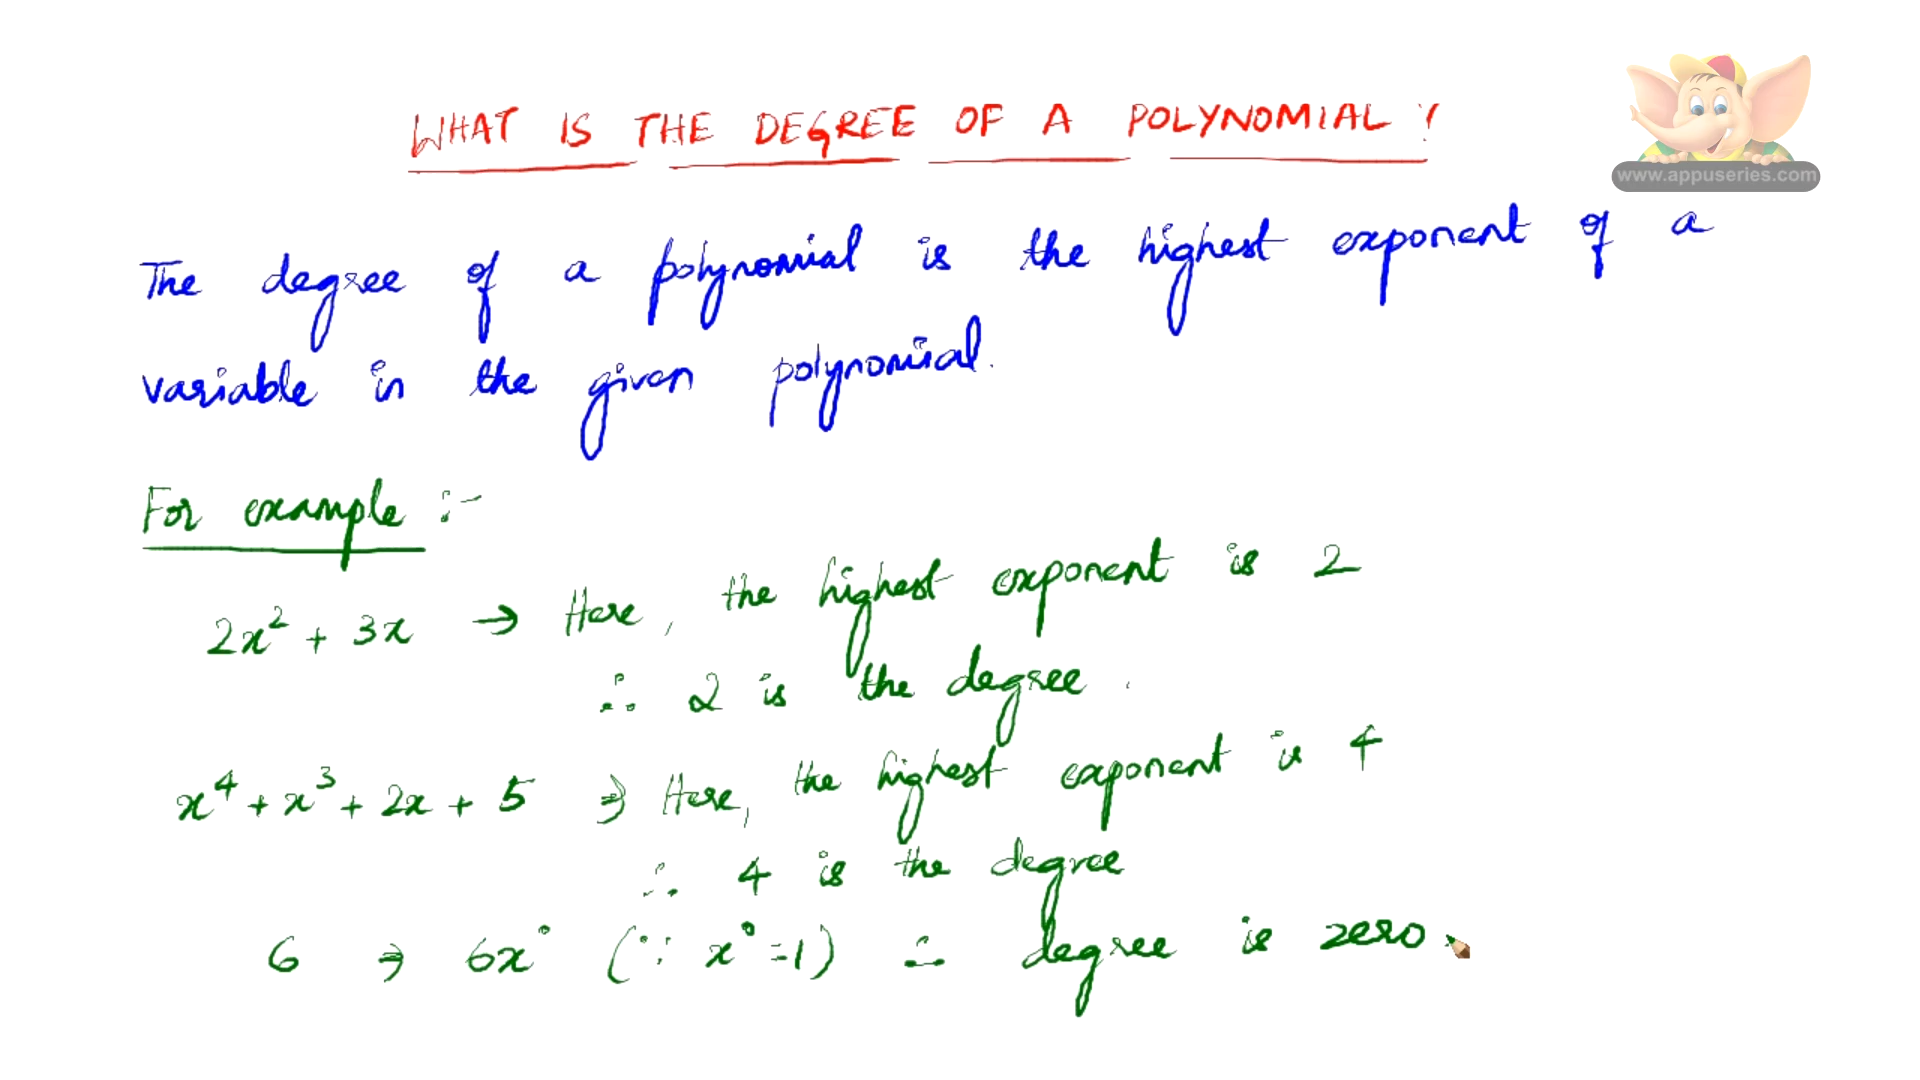 WHAT IS THE DEGREE OF A POLYNOMIAL ?
www.appuseries.com
The degree of a polynomial is the highest exponent of a
variable in the given polynomial.
For example :-
2x² + 3x → Here, the highest exponent is 2
∴ 2 is the degree.
x⁴ + x³ + 2x + 5 ⇒ Here, the highest exponent is 4
∴ 4 is the degree
6 ⇒ 6x° (∵ x° = 1) ∴ degree is zero